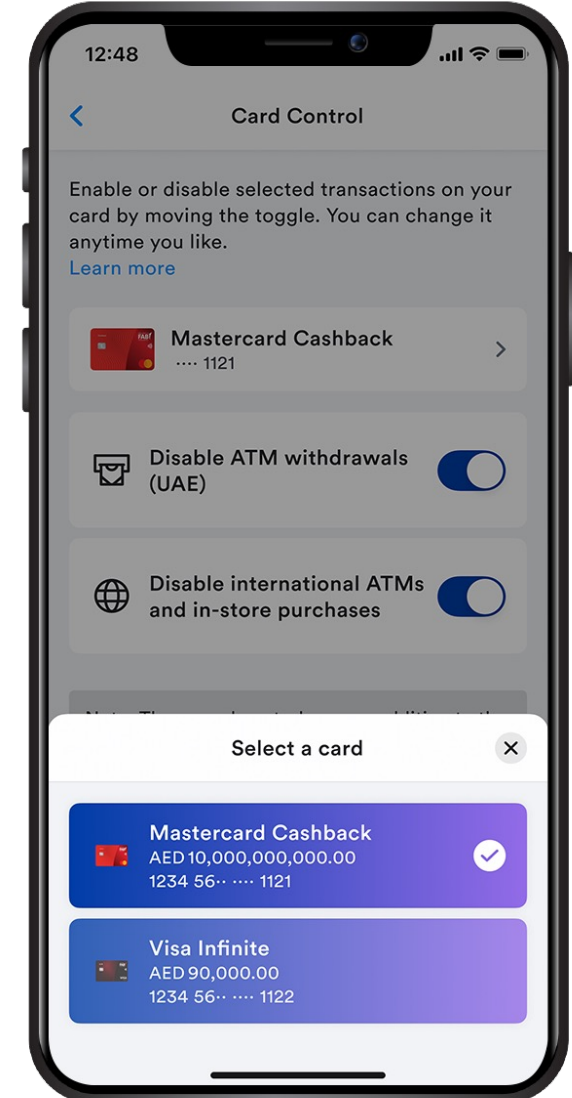 12:48
Card Control
Enable or disable selected transactions on your
card by moving the toggle. You can change it
anytime you like.
Learn more
FAB
Mastercard Cashback
···· 1121
Disable ATM withdrawals
(UAE)
Disable international ATMs
and in-store purchases
Select a card
Mastercard Cashback
AED 10,000,000,000.00
1234 56·· ···· 1121
Visa Infinite
AED 90,000.00
1234 56·· ···· 1122